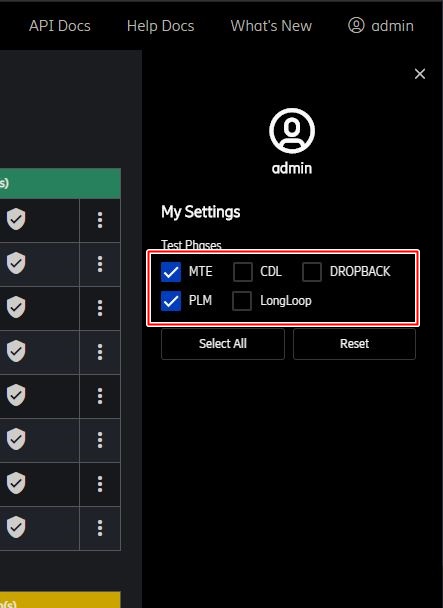 API Docs Help Docs What's New admin
admin
s)
My Settings
Test Phases
MTE CDL DROPBACK
PLM LongLoop
Select All Reset
(s)